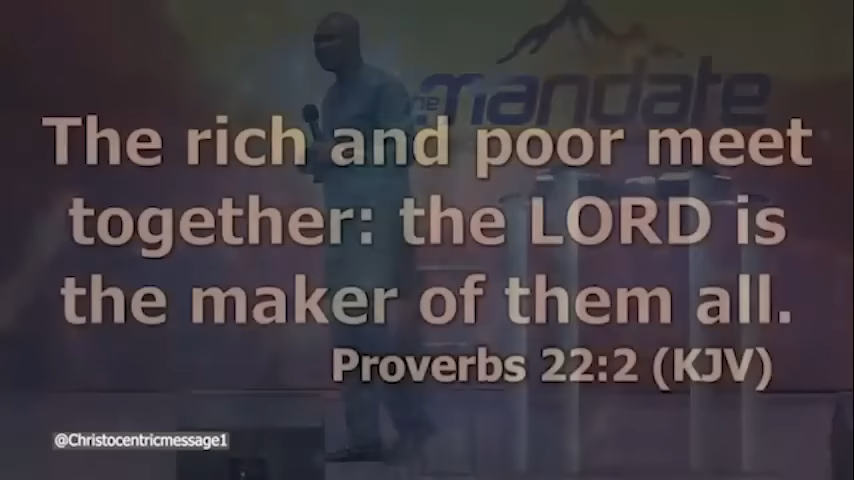 the mandate
The rich and poor meet
together: the LORD is
the maker of them all.
Proverbs 22:2 (KJV)
@Christocentricmessage1